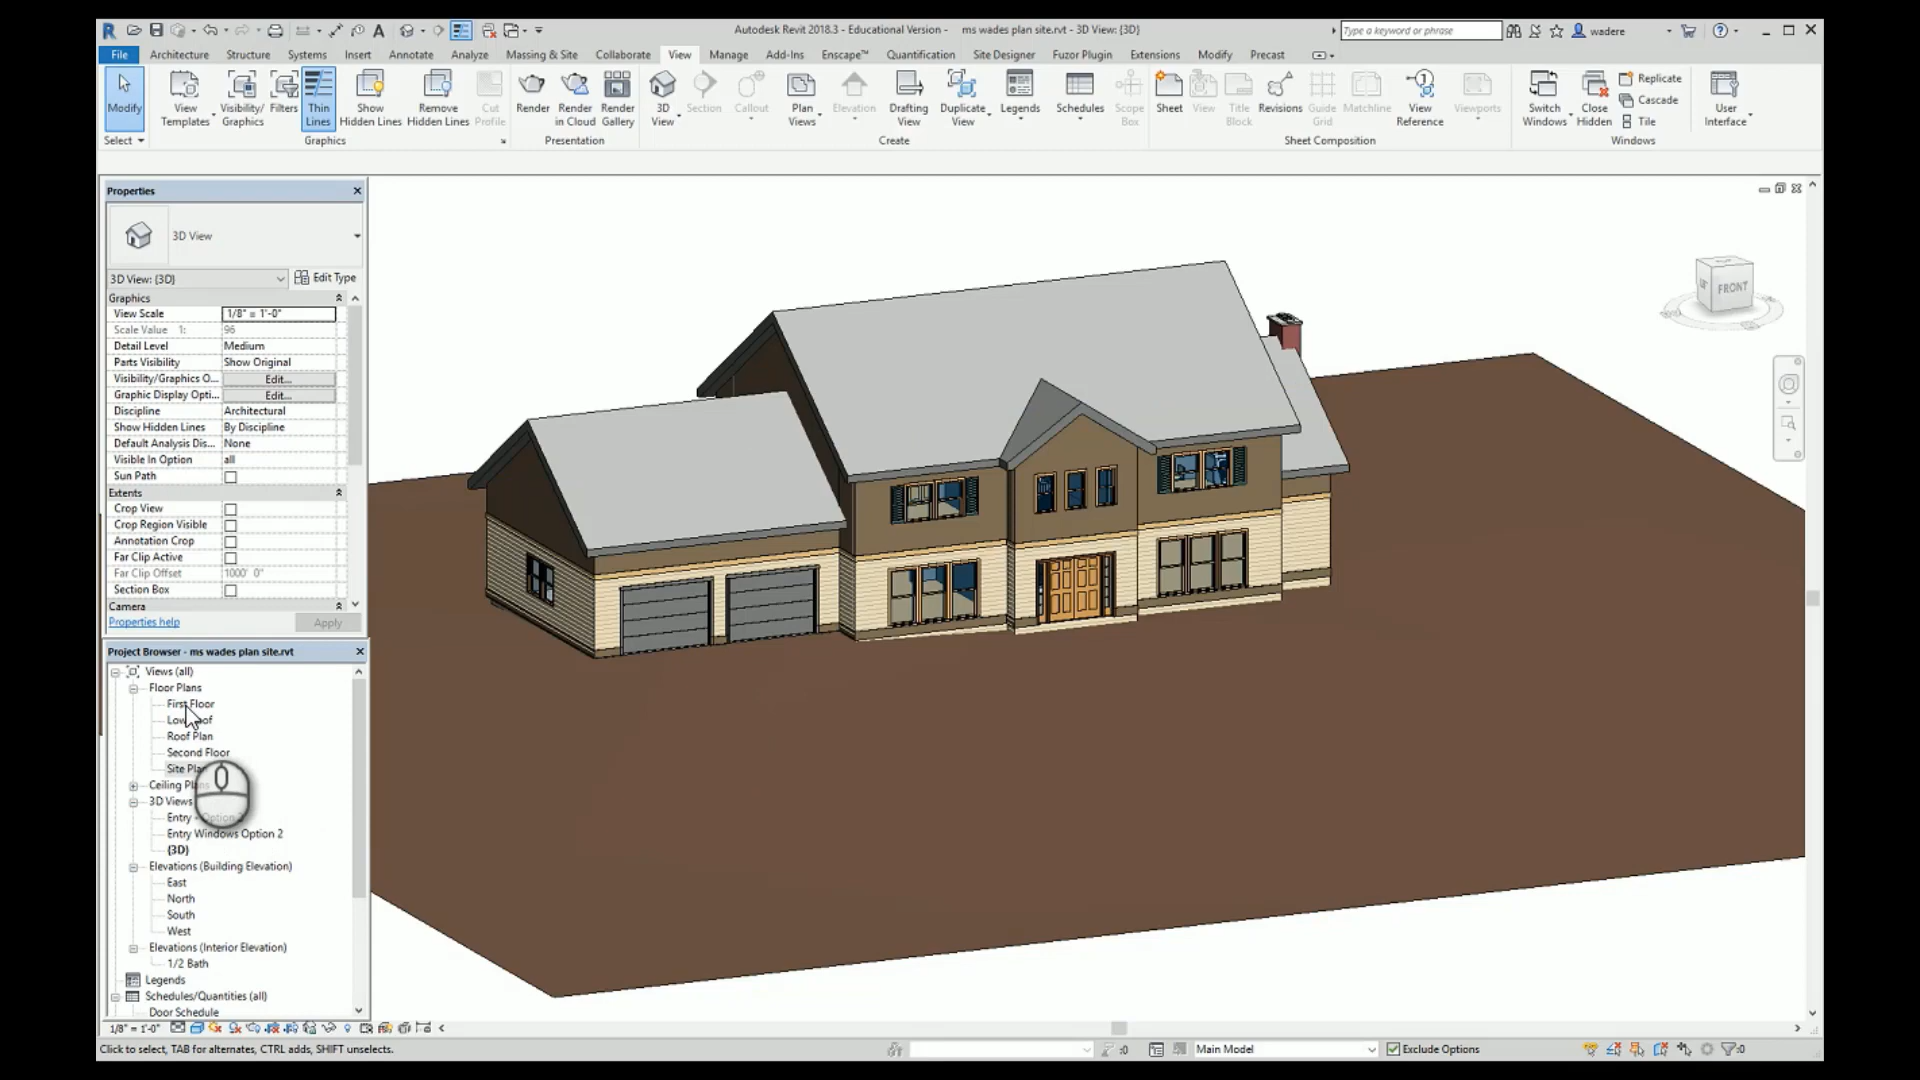 Autodesk Revit 2018.3 - Educational Version - ms wades plan site.rvt - 3D View: {3D}
Type a keyword or phrase
wadere
File Architecture Structure Systems Insert Annotate Analyze Massing & Site Collaborate View Manage Add-Ins Enscape™ Quantification Site Designer Fuzor Plugin Extensions Modify Precast
Modify
View Templates
Visibility/ Graphics
Filters
Thin Lines
Show Hidden Lines
Remove Hidden Lines
Cut Profile
Render
Render in Cloud
Render Gallery
3D View
Section
Callout
Plan Views
Elevation
Drafting View
Duplicate View
Legends
Schedules
Scope Box
Sheet
View
Title Block
Revisions
Guide Grid
Matchline
View Reference
Viewports
Switch Windows
Close Hidden
Replicate
Cascade
Tile
User Interface
Select Graphics Presentation Create Sheet Composition Windows
Properties
3D View
3D View: {3D} Edit Type
Graphics
View Scale 1/8" = 1'-0"
Scale Value 1: 96
Detail Level Medium
Parts Visibility Show Original
Visibility/Graphics O... Edit...
Graphic Display Opti... Edit...
Discipline Architectural
Show Hidden Lines By Discipline
Default Analysis Dis... None
Visible In Option all
Sun Path
Extents
Crop View
Crop Region Visible
Annotation Crop
Far Clip Active
Far Clip Offset 1000' 0"
Section Box
Camera
Properties help Apply
Project Browser - ms wades plan site.rvt
Views (all)
Floor Plans
First Floor
Roof Plan
Second Floor
Site
3D Views
Entry
Entry Windows Option 2
{3D}
Elevations (Building Elevation)
East
North
South
West
Elevations (Interior Elevation)
1/2 Bath
Legends
Schedules/Quantities (all)
Door Schedule
FRONT
1/8" = 1'-0"
Click to select, TAB for alternates, CTRL adds, SHIFT unselects.
:0
Main Model
Exclude Options
:0